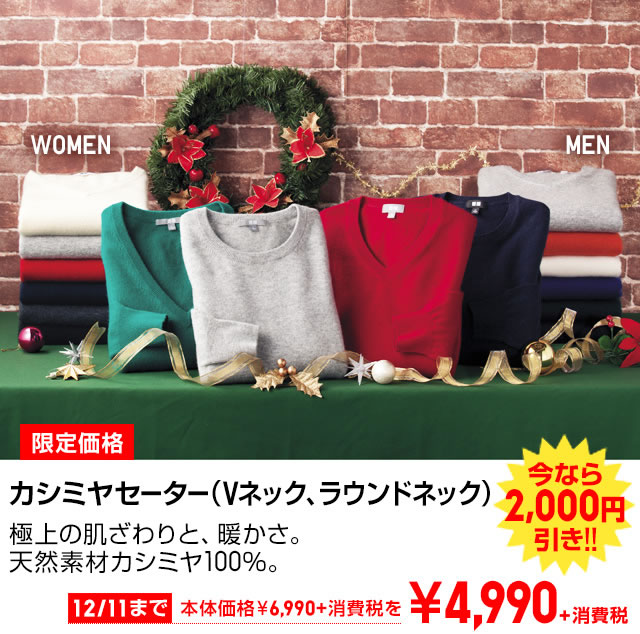 WOMEN
MEN
限定価格
カシミヤセーター(Vネック、ラウンドネック)
極上の肌ざわりと、暖かさ。
天然素材カシミヤ100%。
今なら
2,000円
引き!!
12/11まで 本体価格¥6,990+消費税を ¥4,990+消費税